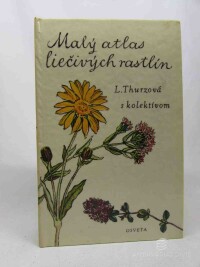 Malý atlas
liečivých rastlín
L. Thurzová
s kolektívom
OSVETA